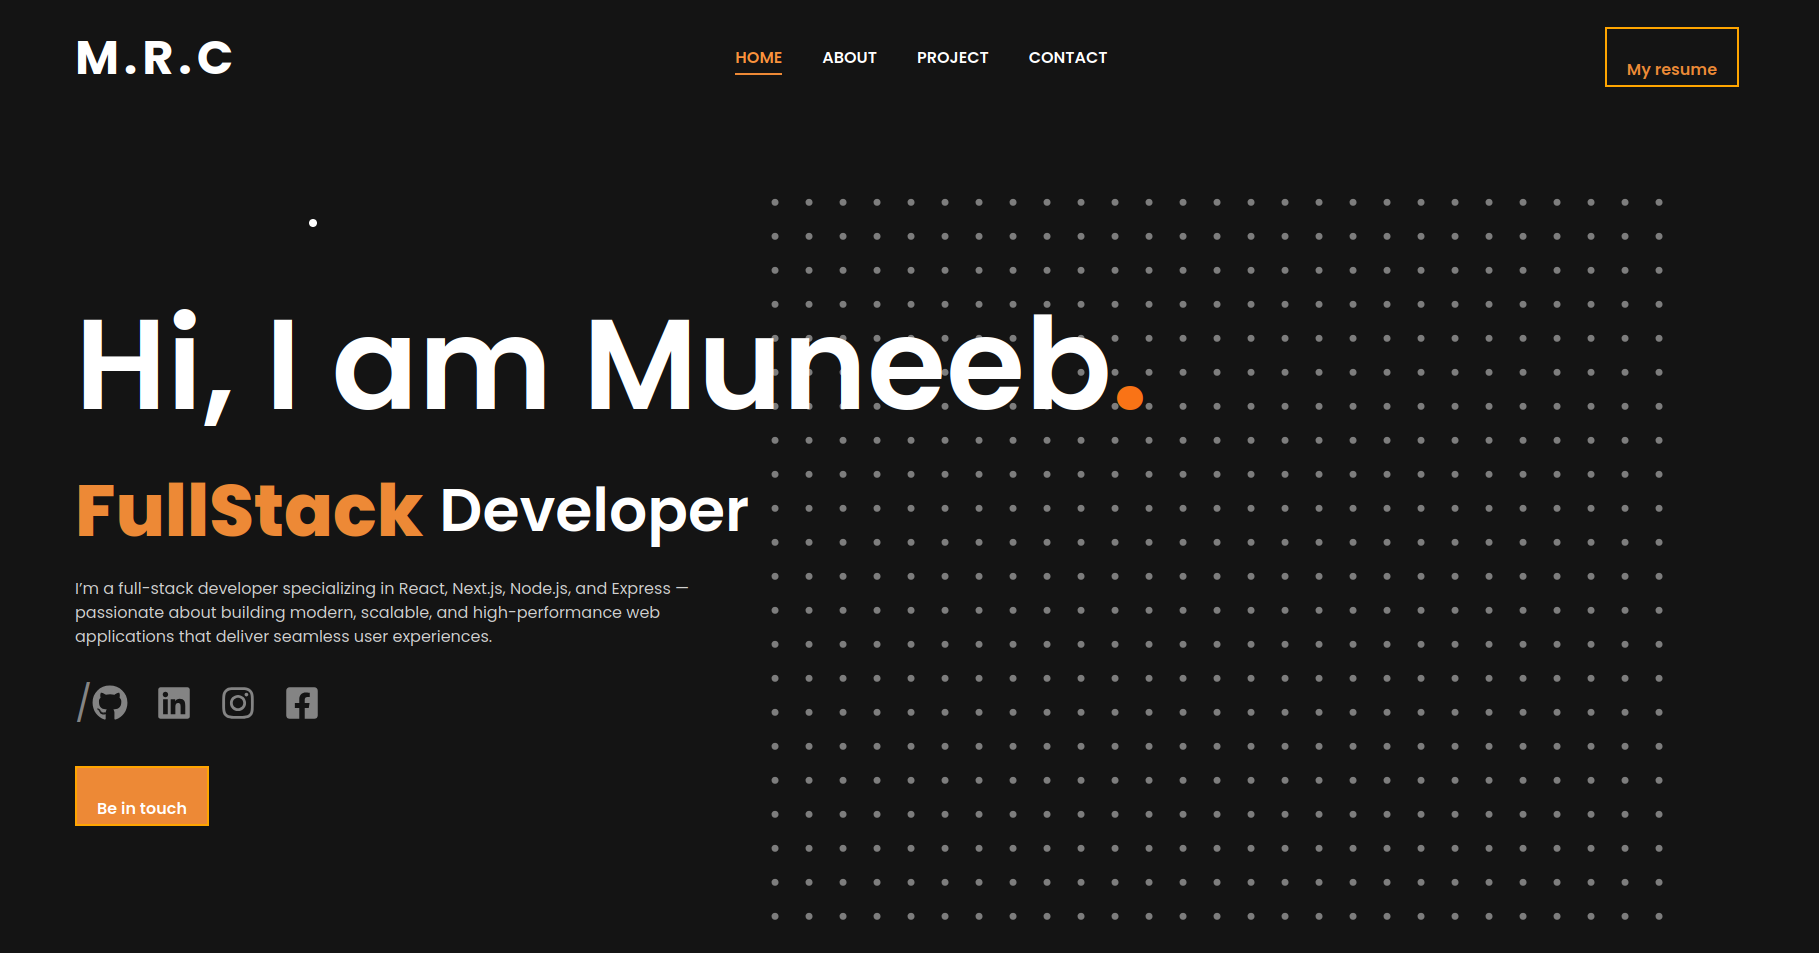 M.R.C
HOME ABOUT PROJECT CONTACT
My resume
Hi, I am Muneeb.
FullStack Developer
I’m a full-stack developer specializing in React, Next.js, Node.js, and Express —
passionate about building modern, scalable, and high-performance web
applications that deliver seamless user experiences.
/
Be in touch